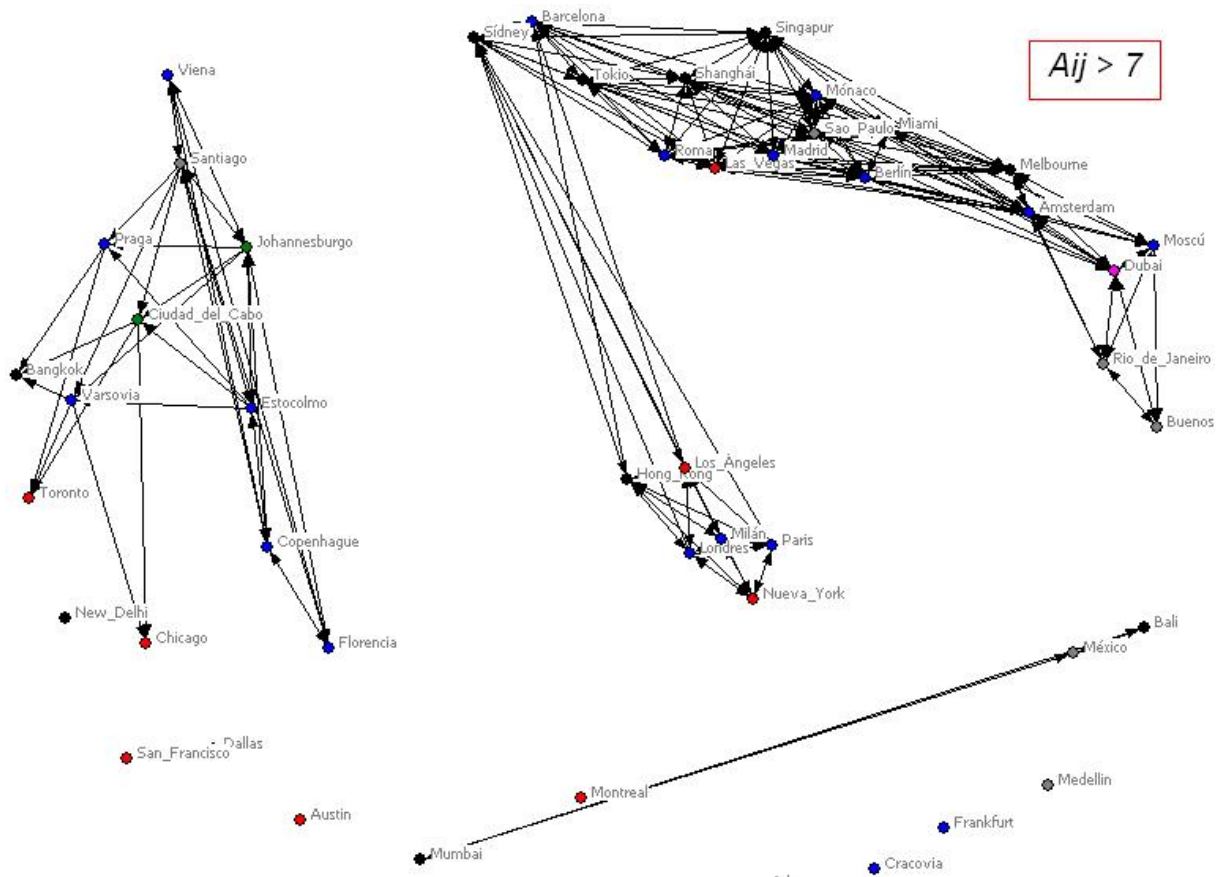 Barcelona
Sídney
Singapur
Aij > 7
Viena
Tokio
Shanghái
Mónaco
Sao_Paulo
Miami
Santiago
Roma
Madrid
Las_Vegas
Berlín
Melbourne
Amsterdam
Praga
Johannesburgo
Moscú
Dubai
Ciudad_del_Cabo
Rio_de_Janeiro
Bangkok
Varsovia
Estocolmo
Buenos
Los_Ángeles
Hong_Kong
Toronto
Milán
Londres
Paris
Copenhague
Nueva_York
New_Delhi
Chicago
Florencia
Bali
México
Dallas
San_Francisco
Medellin
Montreal
Austin
Frankfurt
Mumbai
Cracovia